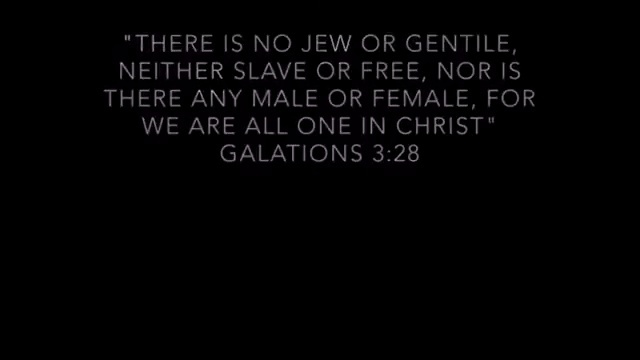 "THERE IS NO JEW OR GENTILE,
NEITHER SLAVE OR FREE, NOR IS
THERE ANY MALE OR FEMALE, FOR
WE ARE ALL ONE IN CHRIST"
GALATIONS 3:28